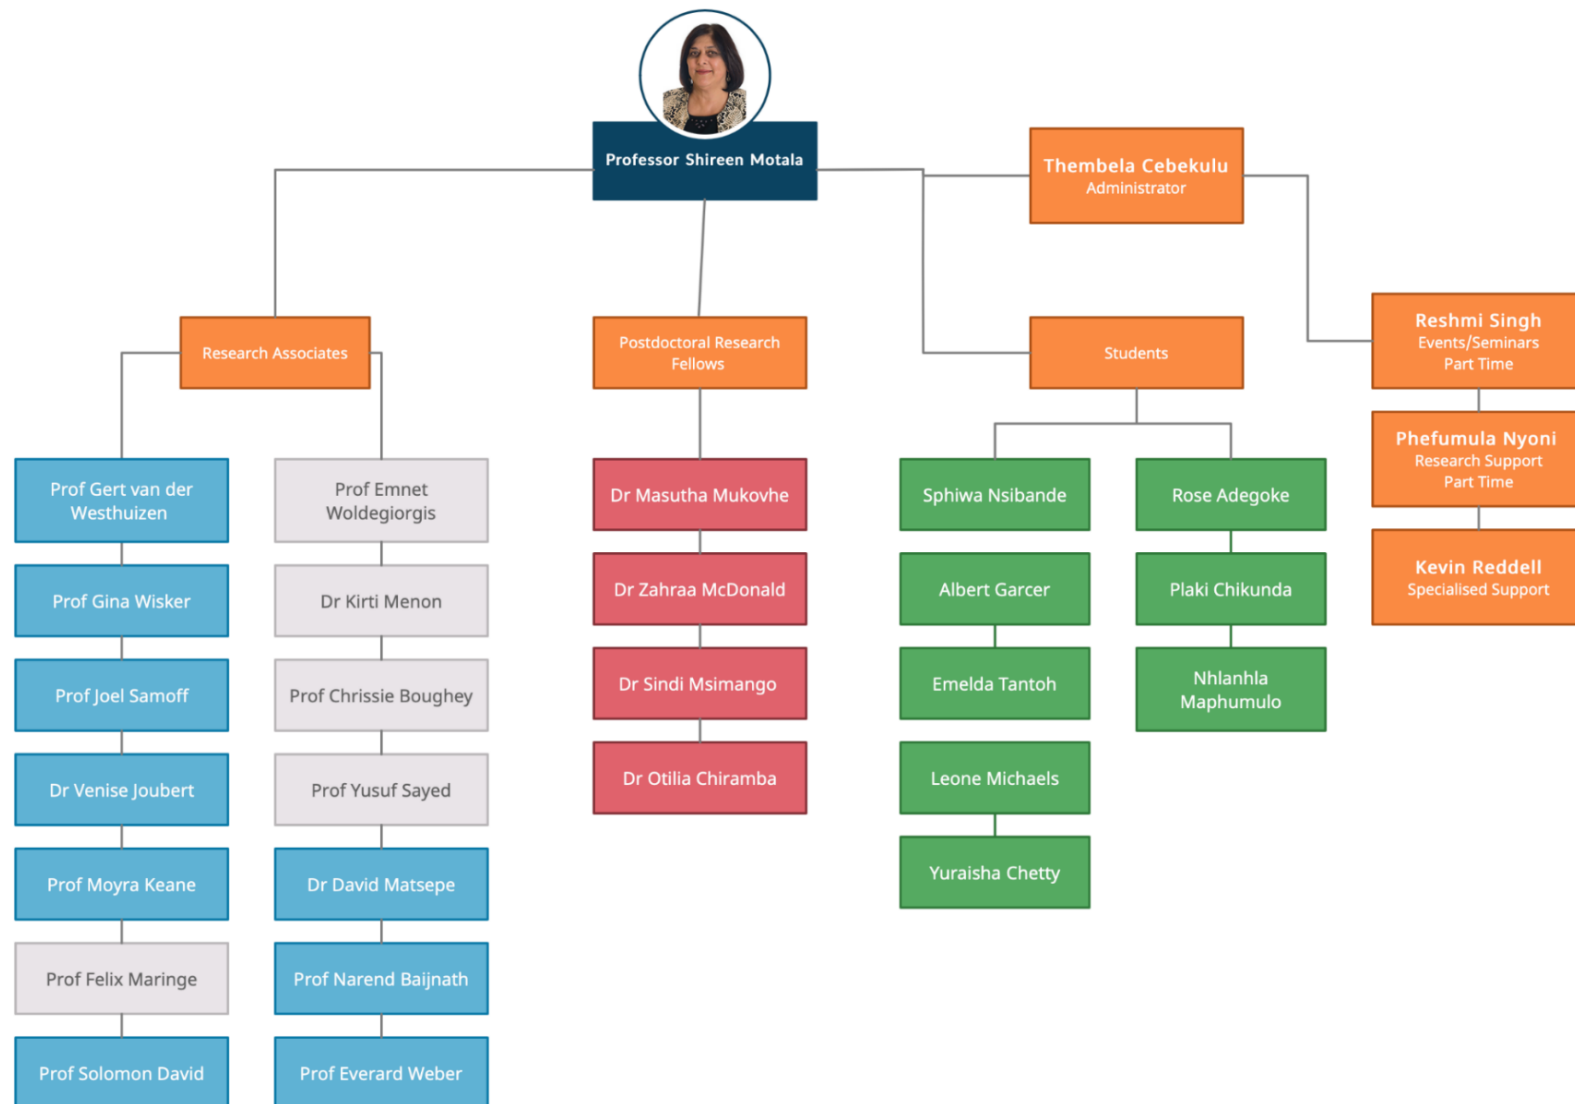 Professor Shireen Motala
Thembela Cebekulu
Administrator
Research Associates
Postdoctoral Research
Fellows
Students
Reshmi Singh
Events/Seminars
Part Time
Phefumula Nyoni
Research Support
Part Time
Kevin Reddell
Specialised Support
Prof Gert van der
Westhuizen
Prof Gina Wisker
Prof Joel Samoff
Dr Venise Joubert
Prof Moyra Keane
Prof Felix Maringe
Prof Solomon David
Prof Emnet
Woldegiorgis
Dr Kirti Menon
Prof Chrissie Boughey
Prof Yusuf Sayed
Dr David Matsepe
Prof Narend Baijnath
Prof Everard Weber
Dr Masutha Mukovhe
Dr Zahraa McDonald
Dr Sindi Msimango
Dr Otilia Chiramba
Sphiwa Nsibande
Albert Garcer
Emelda Tantoh
Leone Michaels
Yuraisha Chetty
Rose Adegoke
Plaki Chikunda
Nhlanhla
Maphumulo